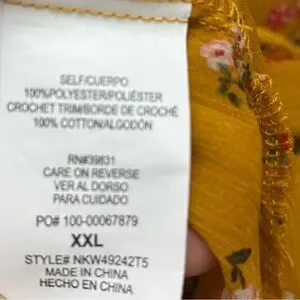 SELF/CUERPO
100%POLYESTER/POLIÉSTER
CROCHET TRIM/BORDE DE CROCHÉ
100% COTTON/ALGODÓN
RN#39831
CARE ON REVERSE
VER AL DORSO
PARA CUIDADO
PO# 100-00067879
XXL
STYLE# NKW49242T5
MADE IN CHINA
HECHO EN CHINA